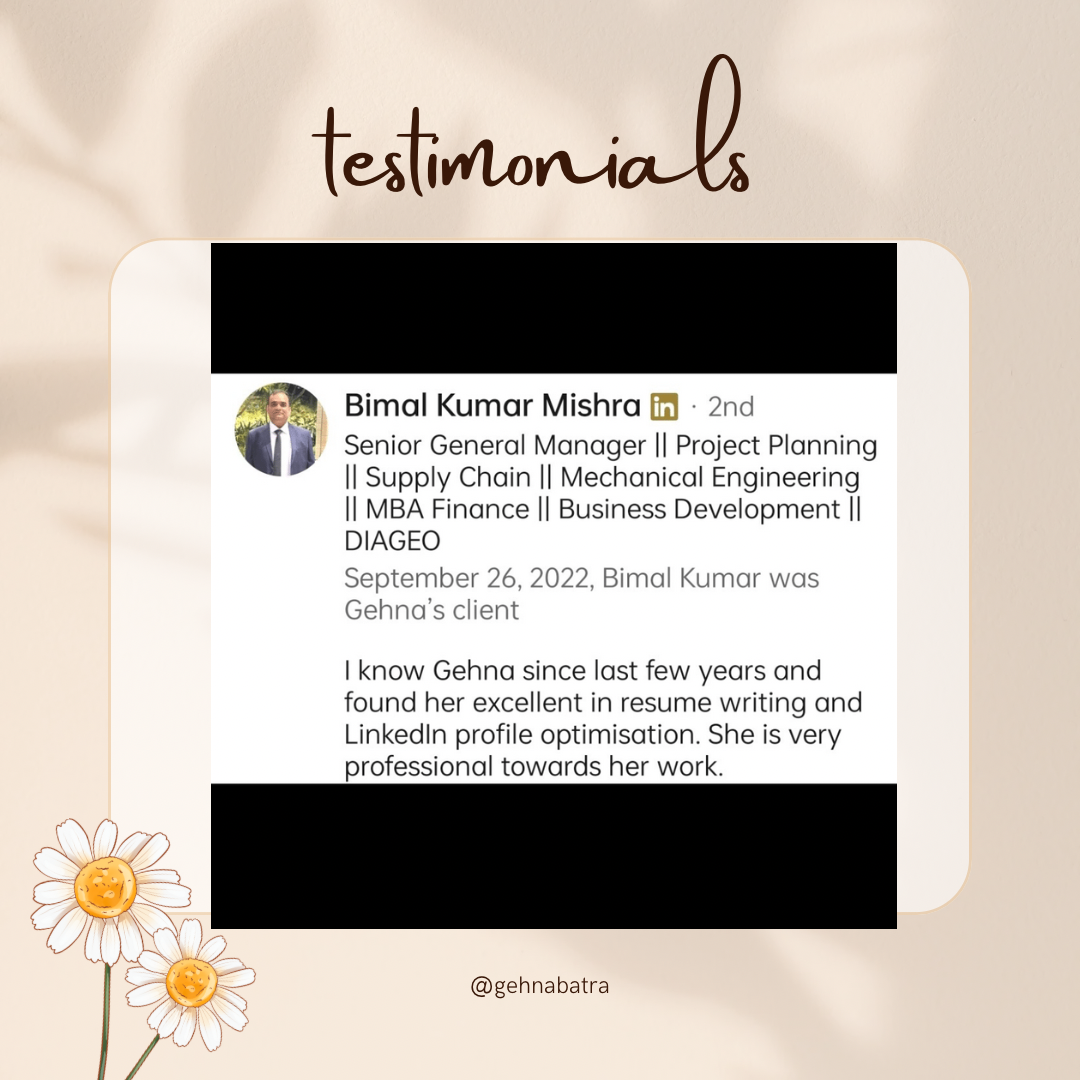 testimonials
Bimal Kumar Mishra in · 2nd
Senior General Manager || Project Planning
|| Supply Chain || Mechanical Engineering
|| MBA Finance || Business Development ||
DIAGEO
September 26, 2022, Bimal Kumar was
Gehna’s client
I know Gehna since last few years and
found her excellent in resume writing and
LinkedIn profile optimisation. She is very
professional towards her work.
@gehnabatra